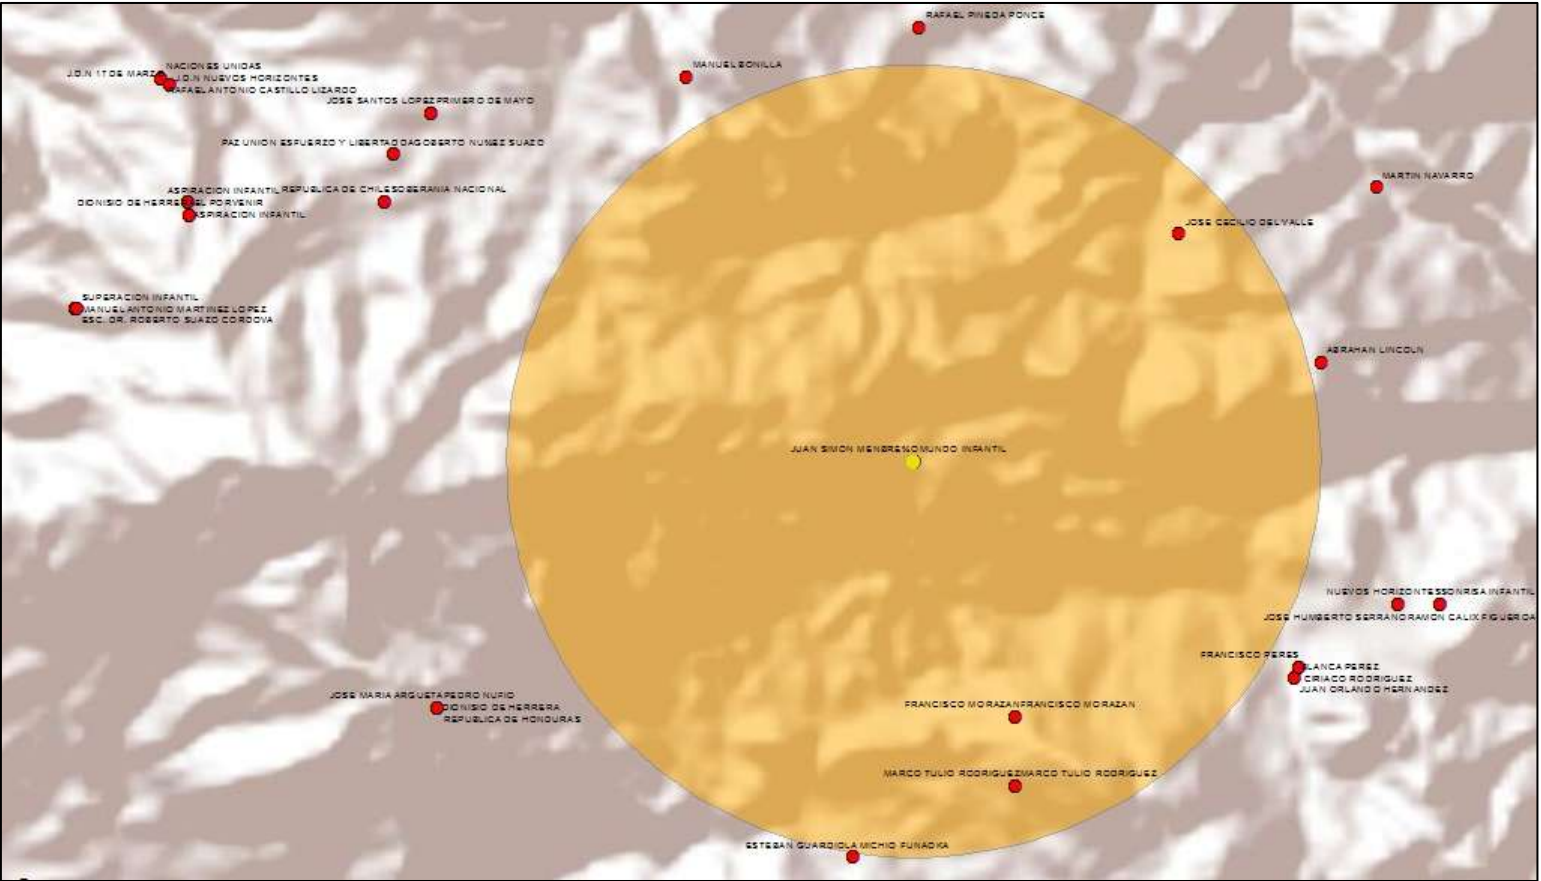 RAFAEL PINEDA PONCE
MANUEL BONILLA
NACIONES UNIDAS
J.D.N 17 DE MARZO
J.D.N NUEVOS HORIZONTES
RAFAEL ANTONIO CASTILLO LIZARDO
JOSE SANTOS LOPEZ PRIMERO DE MAYO
PAZ UNION ESFUERZO Y LIBERTAD DAGOBERTO NUÑEZ SUAZO
MARTIN NAVARRO
ASPIRACION INFANTIL REPUBLICA DE CHILE SOBERANIA NACIONAL
DIONISIO DE HERRERA EL PORVENIR
ASPIRACION INFANTIL
JOSE CECILIO DEL VALLE
SUPERACION INFANTIL
MANUEL ANTONIO MARTINEZ LOPEZ
ESC. DR. ROBERTO SUAZO CORDOVA
ABRAHAN LINCOLN
JUAN SIMON MENBREÑO MUNDO INFANTIL
NUEVOS HORIZONTES SONRISA INFANTIL
JOSE HUMBERTO SERRANO RAMON CALIX FIGUEROA
FRANCISCO PERES
BLANCA PEREZ
CIRIACO RODRIGUEZ
JUAN ORLANDO HERNANDEZ
JOSE MARIA ARGUETA PEDRO NUFIO
DIONISIO DE HERRERA
REPUBLICA DE HONDURAS
FRANCISCO MORAZAN FRANCISCO MORAZAN
MARCO TULIO RODRIGUEZ MARCO TULIO RODRIGUEZ
ESTEBAN GUARDIOLA MICHIO FUNAOKA